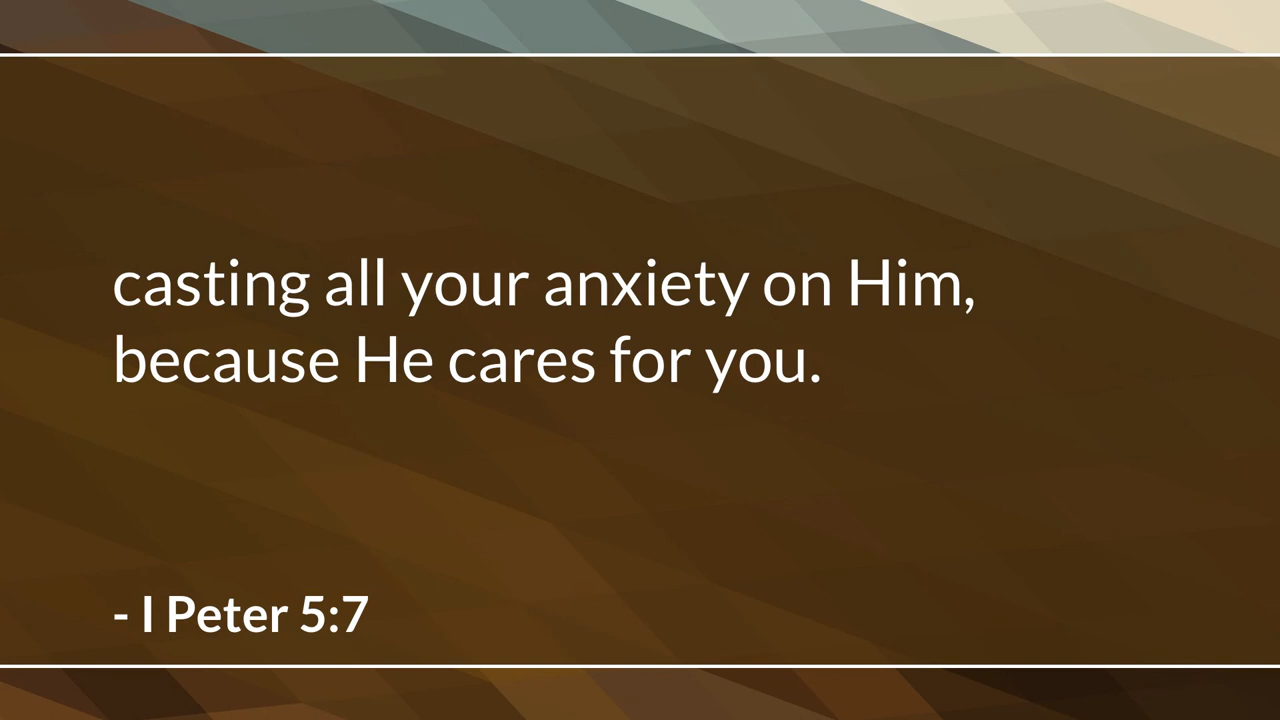 casting all your anxiety on Him,
because He cares for you.
- I Peter 5:7